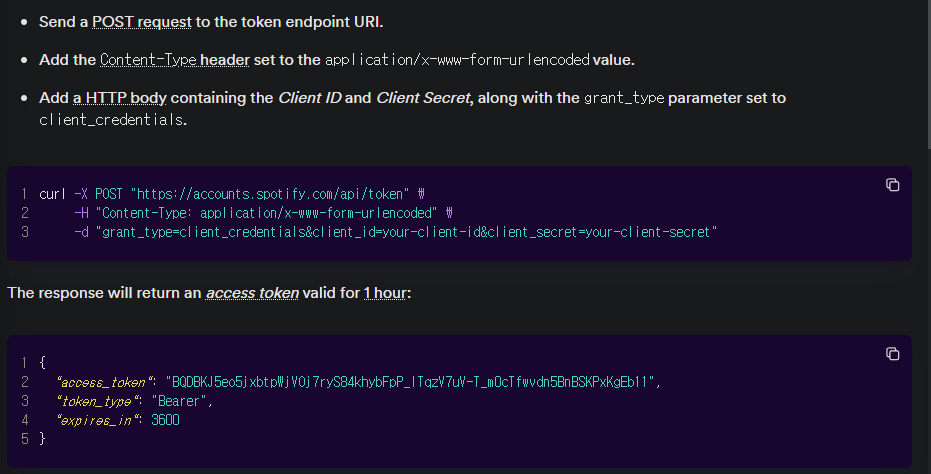 • Send a POST request to the token endpoint URI.
• Add the Content-Type header set to the application/x-www-form-urlencoded value.
• Add a HTTP body containing the Client ID and Client Secret, along with the grant_type parameter set to
client_credentials.
1 curl -X POST "https://accounts.spotify.com/api/token" ₩
2 -H "Content-Type: application/x-www-form-urlencoded" ₩
3 -d "grant_type=client_credentials&client_id=your-client-id&client_secret=your-client-secret"
The response will return an access token valid for 1 hour:
1 {
2 "access_token": "BQDBKJ5eo5jxbtpWjVOj7ryS84khybFpP_lTqzV7uV-T_mOcTfwvdn5BnBSKPxKgEb11",
3 "token_type": "Bearer",
4 "expires_in": 3600
5 }